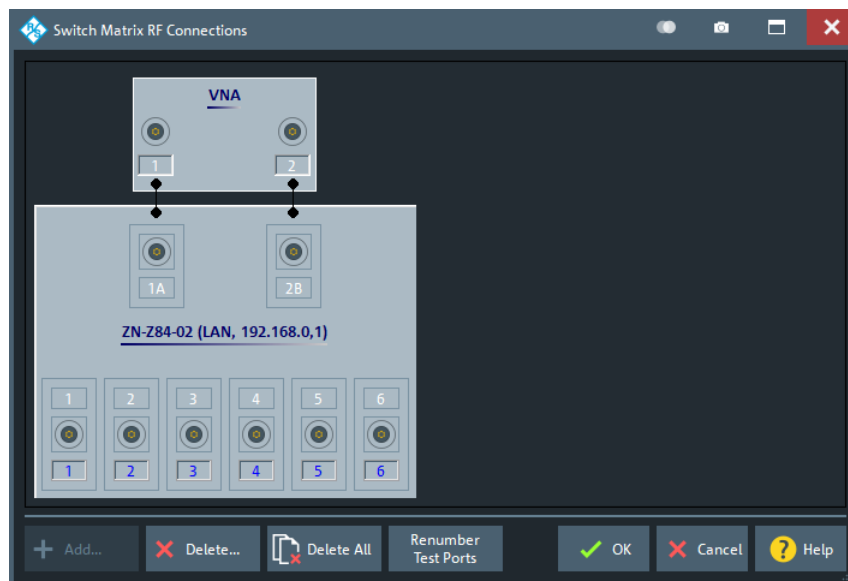 R&S Switch Matrix RF Connections
VNA
1 2
1A 2B
ZN-Z84-02 (LAN, 192.168.0,1)
1 2 3 4 5 6
1 2 3 4 5 6
Add... Delete... Delete All Renumber Test Ports OK Cancel ? Help